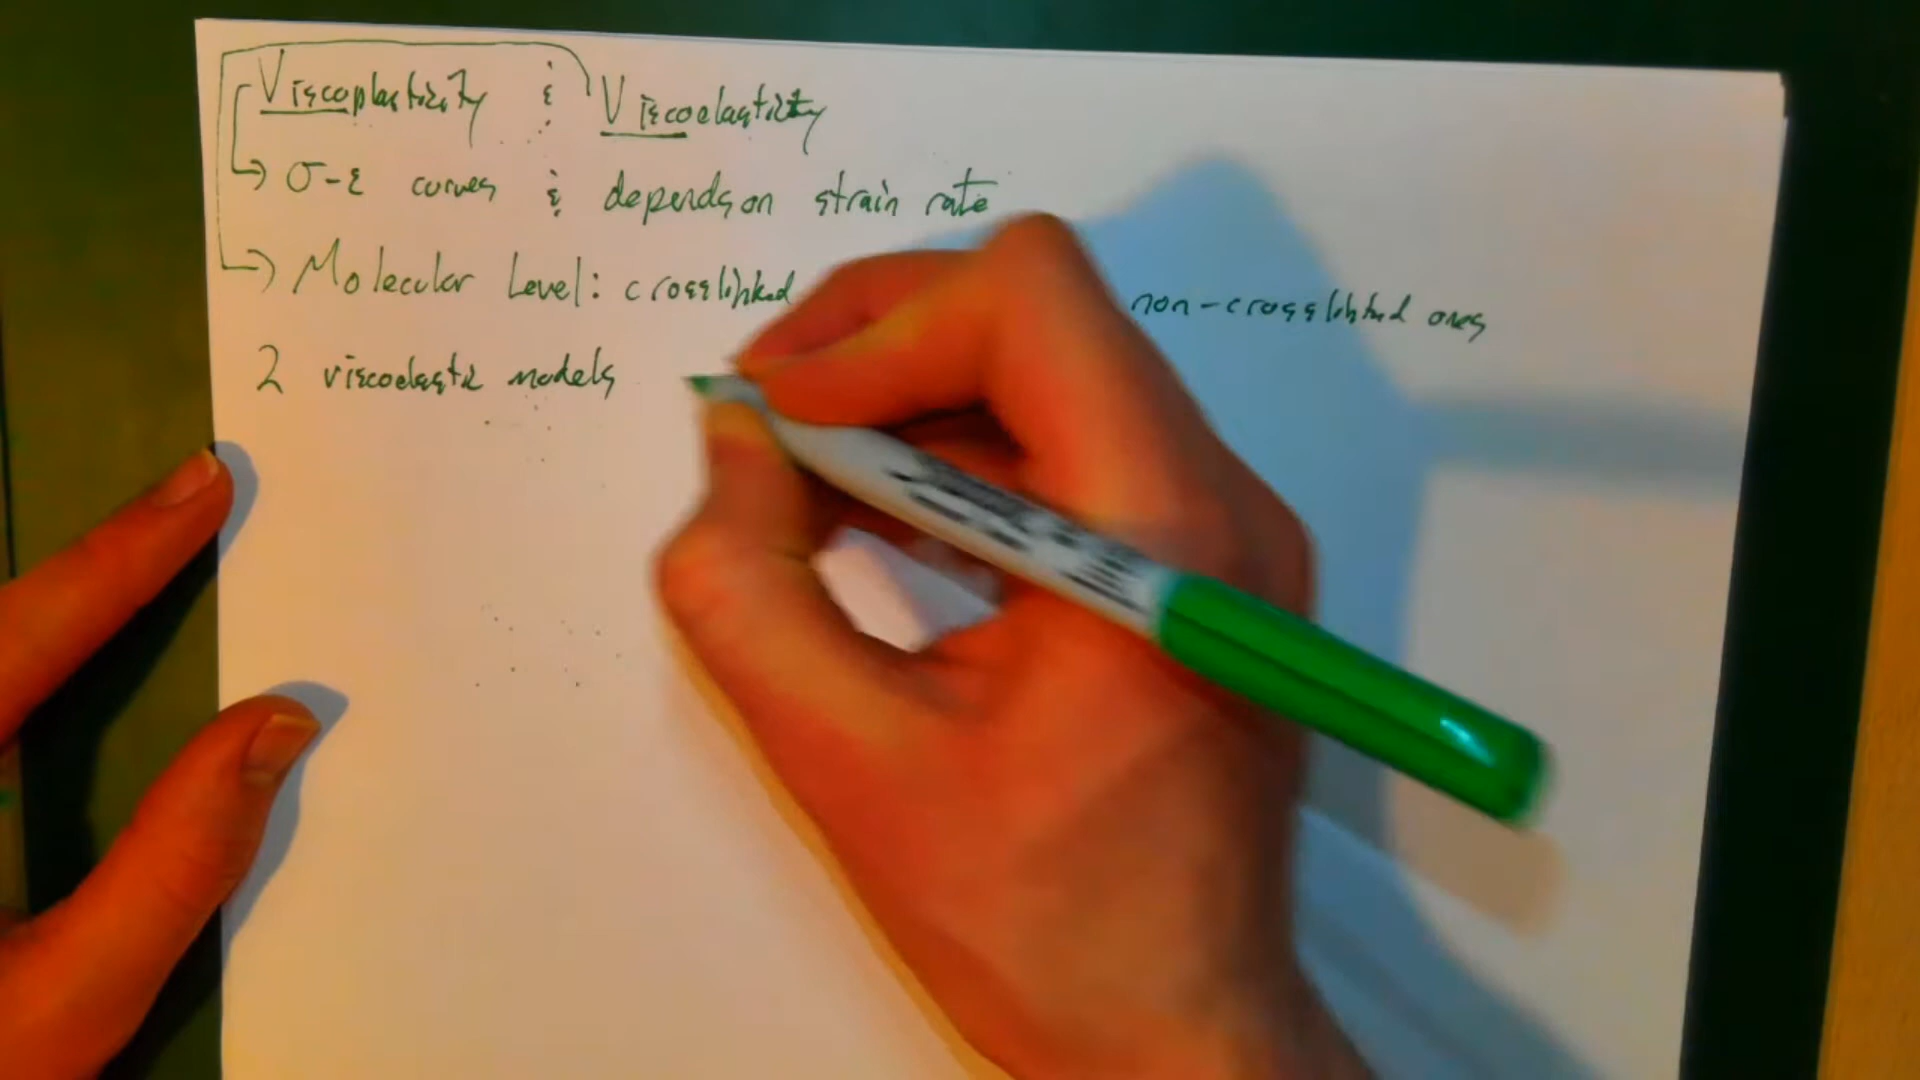 Viscoplasticity & Viscoelasticity
σ-ε curves & depends on strain rate
Molecular Level: crosslinked non-crosslinked ones
2 viscoelastic models